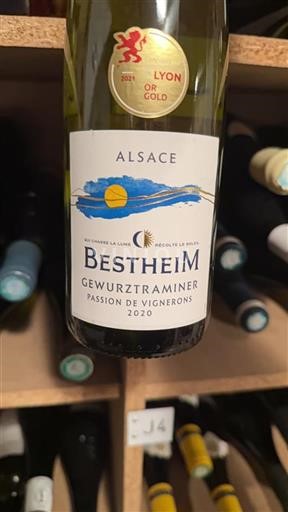 2021 LYON
OR
GOLD
ALSACE
QUI CHASSE LA LUNE RÉCOLTE LE SOLEIL
BESTHEIM
GEWURZTRAMINER
PASSION DE VIGNERONS
2020
J4